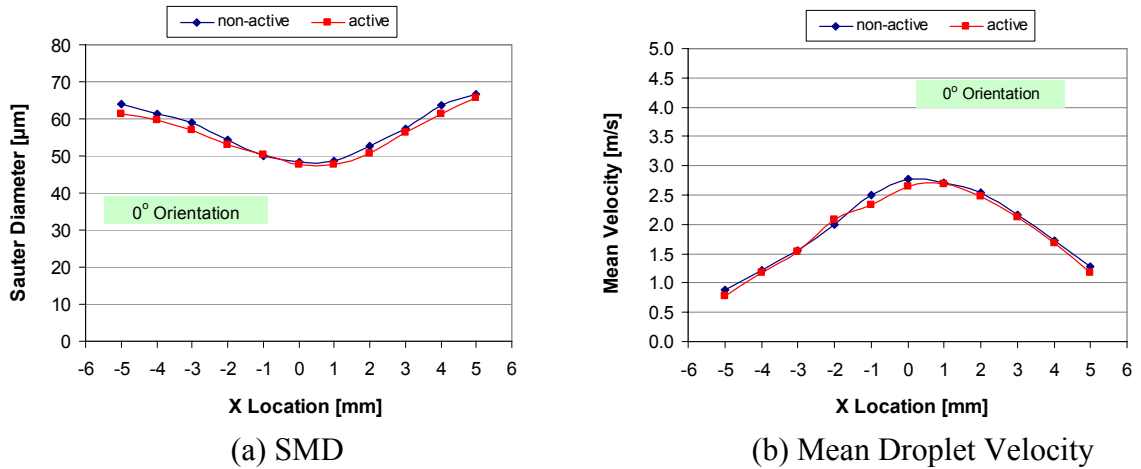 non-active active
Sauter Diameter [µm]
80
70
60
50
40
30
20
10
0
0° Orientation
-6 -5 -4 -3 -2 -1 0 1 2 3 4 5 6
X Location [mm]
(a) SMD
non-active active
Mean Velocity [m/s]
5.0
4.5
4.0
3.5
3.0
2.5
2.0
1.5
1.0
0.5
0.0
0° Orientation
-6 -5 -4 -3 -2 -1 0 1 2 3 4 5 6
X Location [mm]
(b) Mean Droplet Velocity